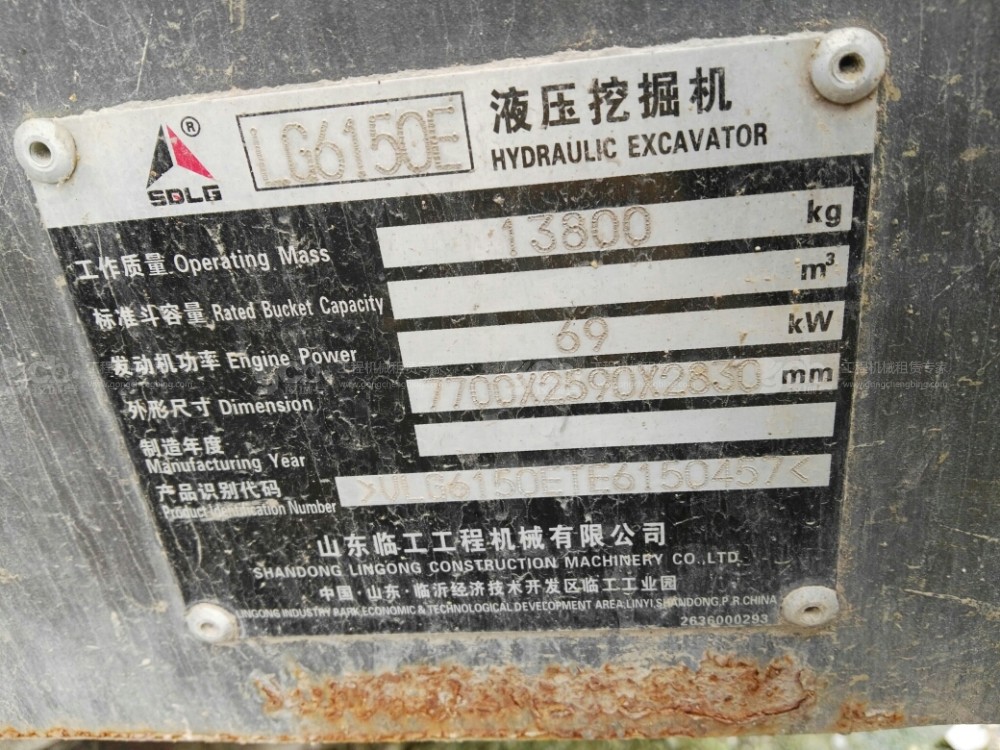 ®
SDLG
LG6150E
液压挖掘机
HYDRAULIC EXCAVATOR
工作质量 Operating Mass 13800 kg
标准斗容量 Rated Bucket Capacity m³
发动机功率 Engine Power 69 kW
外形尺寸 Dimension 7700X2590X2830 mm
制造年度
Manufacturing Year
产品识别代码
Product Identification Number >VLG6150ETE6150457<
山东临工工程机械有限公司
SHANDONG LINGONG CONSTRUCTION MACHINERY CO.,LTD.
中国·山东·临沂经济技术开发区临工工业园
LINGONG INDUSTRY PARK,ECONOMIC & TECHNOLOGICAL DEVECOPMENT AREA,LINYI,SHANDONG,P.R.CHINA
2636000293